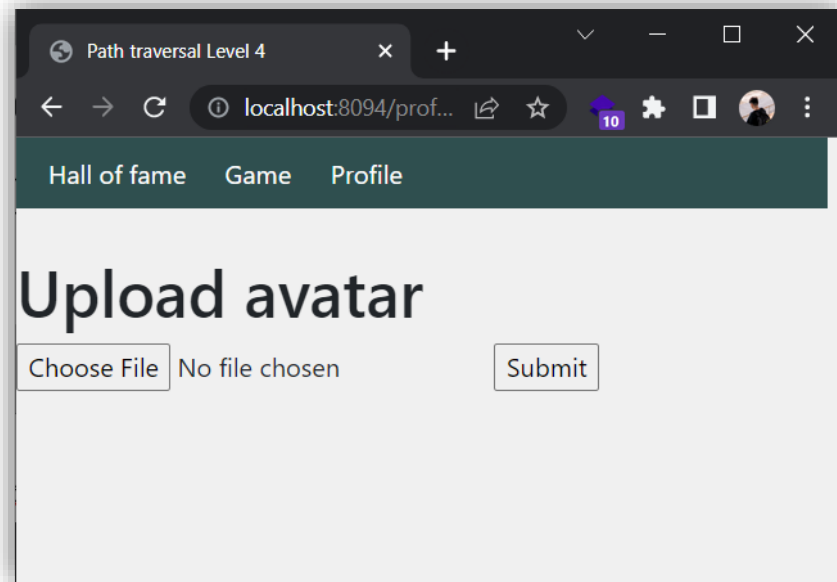 Path traversal Level 4
localhost:8094/prof...
10
Hall of fame Game Profile
Upload avatar
Choose File No file chosen Submit